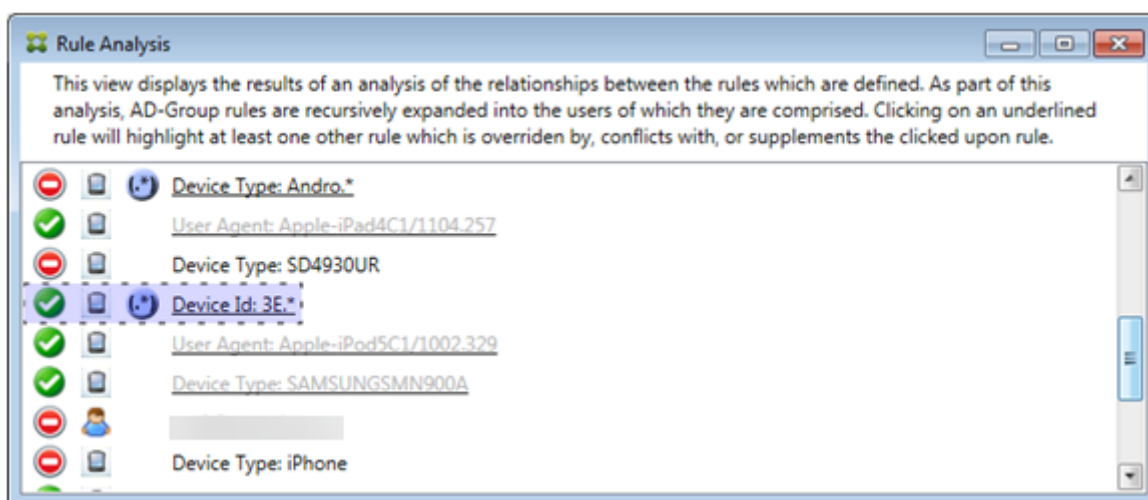 Rule Analysis
This view displays the results of an analysis of the relationships between the rules which are defined. As part of this
analysis, AD-Group rules are recursively expanded into the users of which they are comprised. Clicking on an underlined
rule will highlight at least one other rule which is overriden by, conflicts with, or supplements the clicked upon rule.
(.*) Device Type: Andro.*
User Agent: Apple-iPad4C1/1104.257
Device Type: SD4930UR
(.*) Device Id: 3E.*
User Agent: Apple-iPod5C1/1002.329
Device Type: SAMSUNGSMN900A
Device Type: iPhone